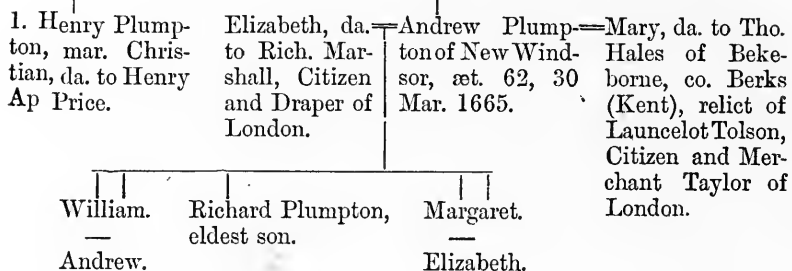 1. Henry Plump-
ton, mar. Chris-
tian, da. to Henry
Ap Price.
Elizabeth, da.
to Rich. Mar-
shall, Citizen
and Draper of
London.
Andrew Plump-
ton of New Wind-
sor, æt. 62, 30
Mar. 1665.
Mary, da. to Tho.
Hales of Beke-
borne, co. Berks
(Kent), relict of
Launcelot Tolson,
Citizen and Mer-
chant Taylor of
London.
William.
—
Andrew.
Richard Plumpton,
eldest son.
Margaret.
—
Elizabeth.